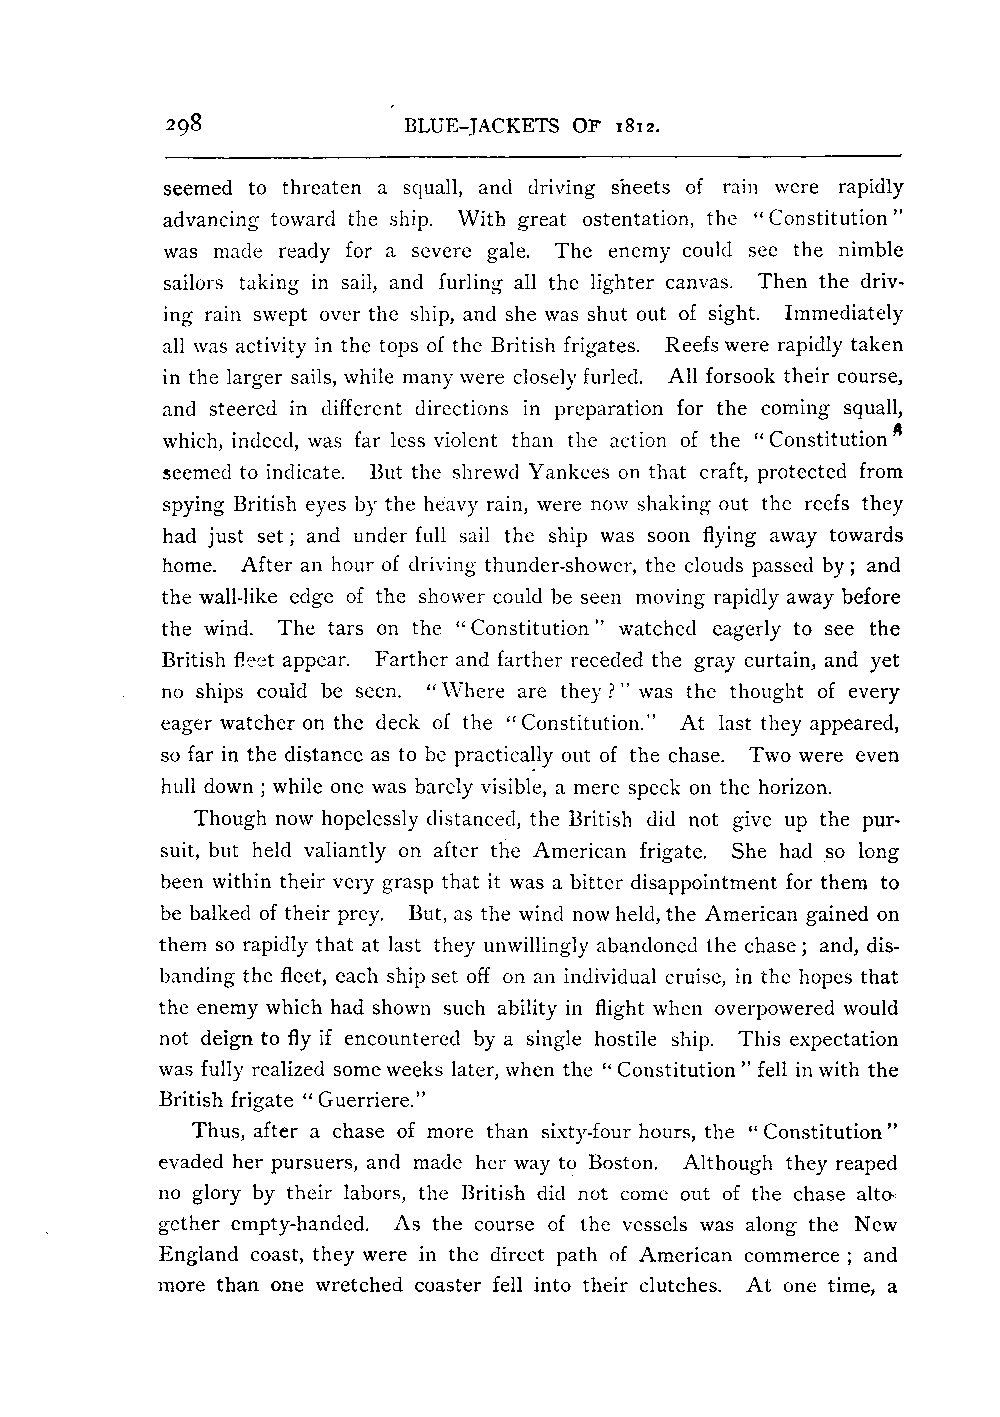 298 BLUE-JACKETS OF 1812.
seemed to threaten a squall, and driving sheets of rain were rapidly
advancing toward the ship. With great ostentation, the "Constitution"
was made ready for a severe gale. The enemy could see the nimble
sailors taking in sail, and furling all the lighter canvas. Then the driv-
ing rain swept over the ship, and she was shut out of sight. Immediately
all was activity in the tops of the British frigates. Reefs were rapidly taken
in the larger sails, while many were closely furled. All forsook their course,
and steered in different directions in preparation for the coming squall,
which, indeed, was far less violent than the action of the "Constitution"
seemed to indicate. But the shrewd Yankees on that craft, protected from
spying British eyes by the heavy rain, were now shaking out the reefs they
had just set; and under full sail the ship was soon flying away towards
home. After an hour of driving thunder-shower, the clouds passed by; and
the wall-like edge of the shower could be seen moving rapidly away before
the wind. The tars on the "Constitution" watched eagerly to see the
British fleet appear. Farther and farther receded the gray curtain, and yet
no ships could be seen. "Where are they?" was the thought of every
eager watcher on the deck of the "Constitution." At last they appeared,
so far in the distance as to be practically out of the chase. Two were even
hull down; while one was barely visible, a mere speck on the horizon.
Though now hopelessly distanced, the British did not give up the pur-
suit, but held valiantly on after the American frigate. She had so long
been within their very grasp that it was a bitter disappointment for them to
be balked of their prey. But, as the wind now held, the American gained on
them so rapidly that at last they unwillingly abandoned the chase; and, dis-
banding the fleet, each ship set off on an individual cruise, in the hopes that
the enemy which had shown such ability in flight when overpowered would
not deign to fly if encountered by a single hostile ship. This expectation
was fully realized some weeks later, when the "Constitution" fell in with the
British frigate "Guerriere."
Thus, after a chase of more than sixty-four hours, the "Constitution"
evaded her pursuers, and made her way to Boston. Although they reaped
no glory by their labors, the British did not come out of the chase alto-
gether empty-handed. As the course of the vessels was along the New
England coast, they were in the direct path of American commerce; and
more than one wretched coaster fell into their clutches. At one time, a